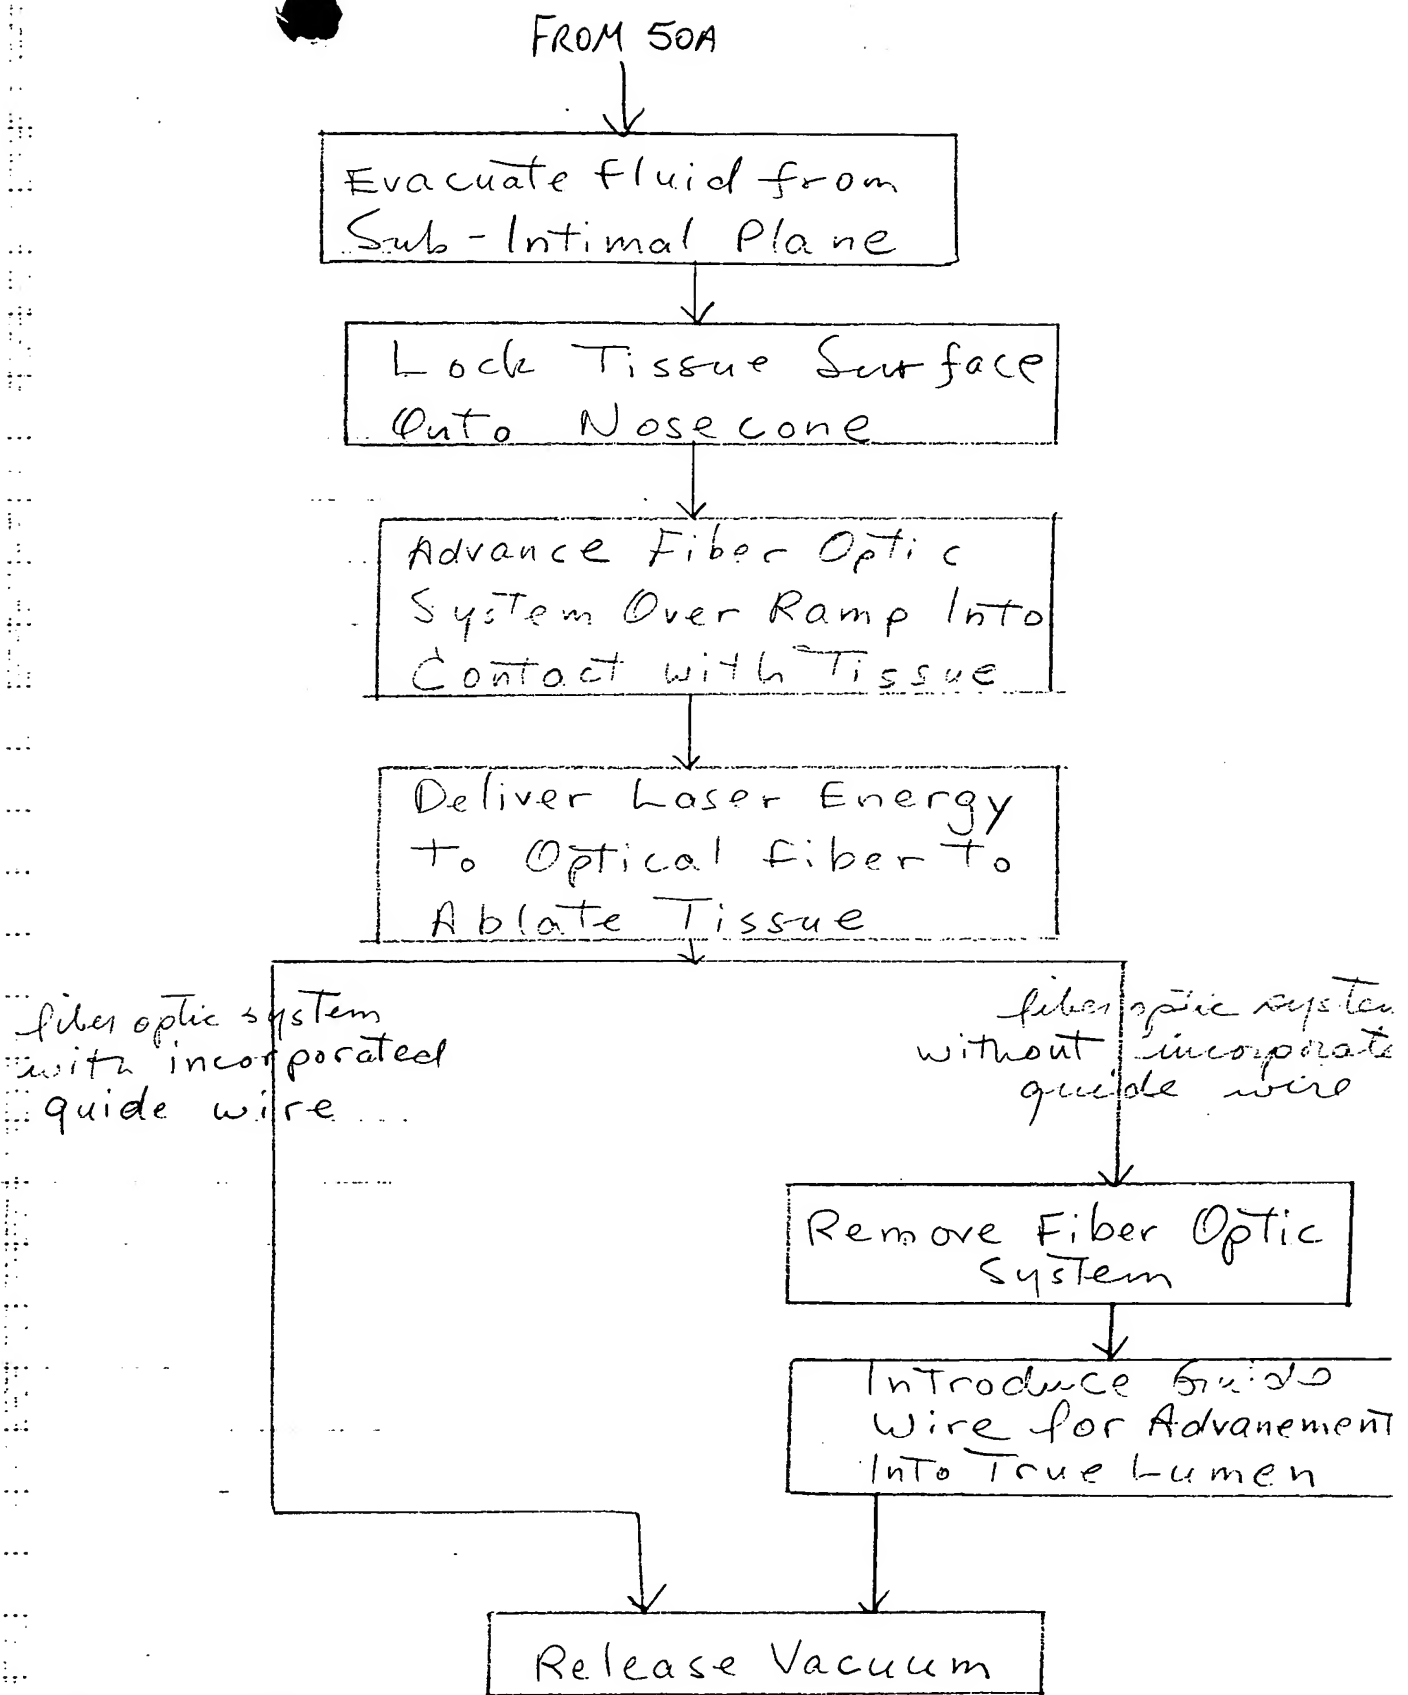 FROM 50A
Evacuate Fluid from
Sub-Intimal Plane
Lock Tissue Surface
Onto Nosecone
Advance Fiber Optic
System Over Ramp Into
Contact with Tissue
Deliver Laser Energy
To Optical Fiber To
Ablate Tissue
fiber optic system
with incorporated
guide wire
fiber optic system
without incorporate
guide wire
Remove Fiber Optic
System
Introduce Guide
Wire for Advanement
Into True Lumen
Release Vacuum